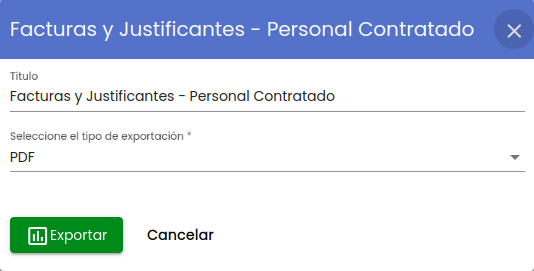 Facturas y Justificantes - Personal Contratado
Titulo
Facturas y Justificantes - Personal Contratado
Seleccione el tipo de exportación *
PDF
Exportar
Cancelar